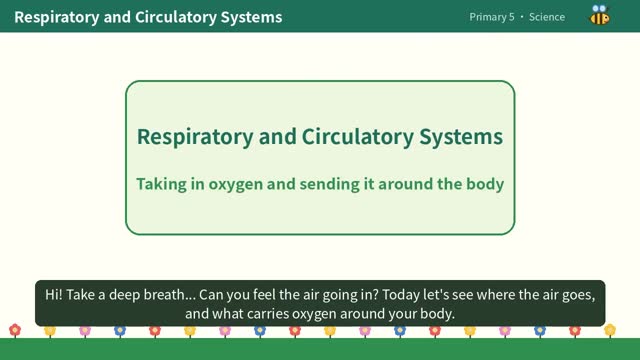 Respiratory and Circulatory Systems
Primary 5 • Science
Respiratory and Circulatory Systems
Taking in oxygen and sending it around the body
Hi! Take a deep breath... Can you feel the air going in? Today let's see where the air goes,
and what carries oxygen around your body.